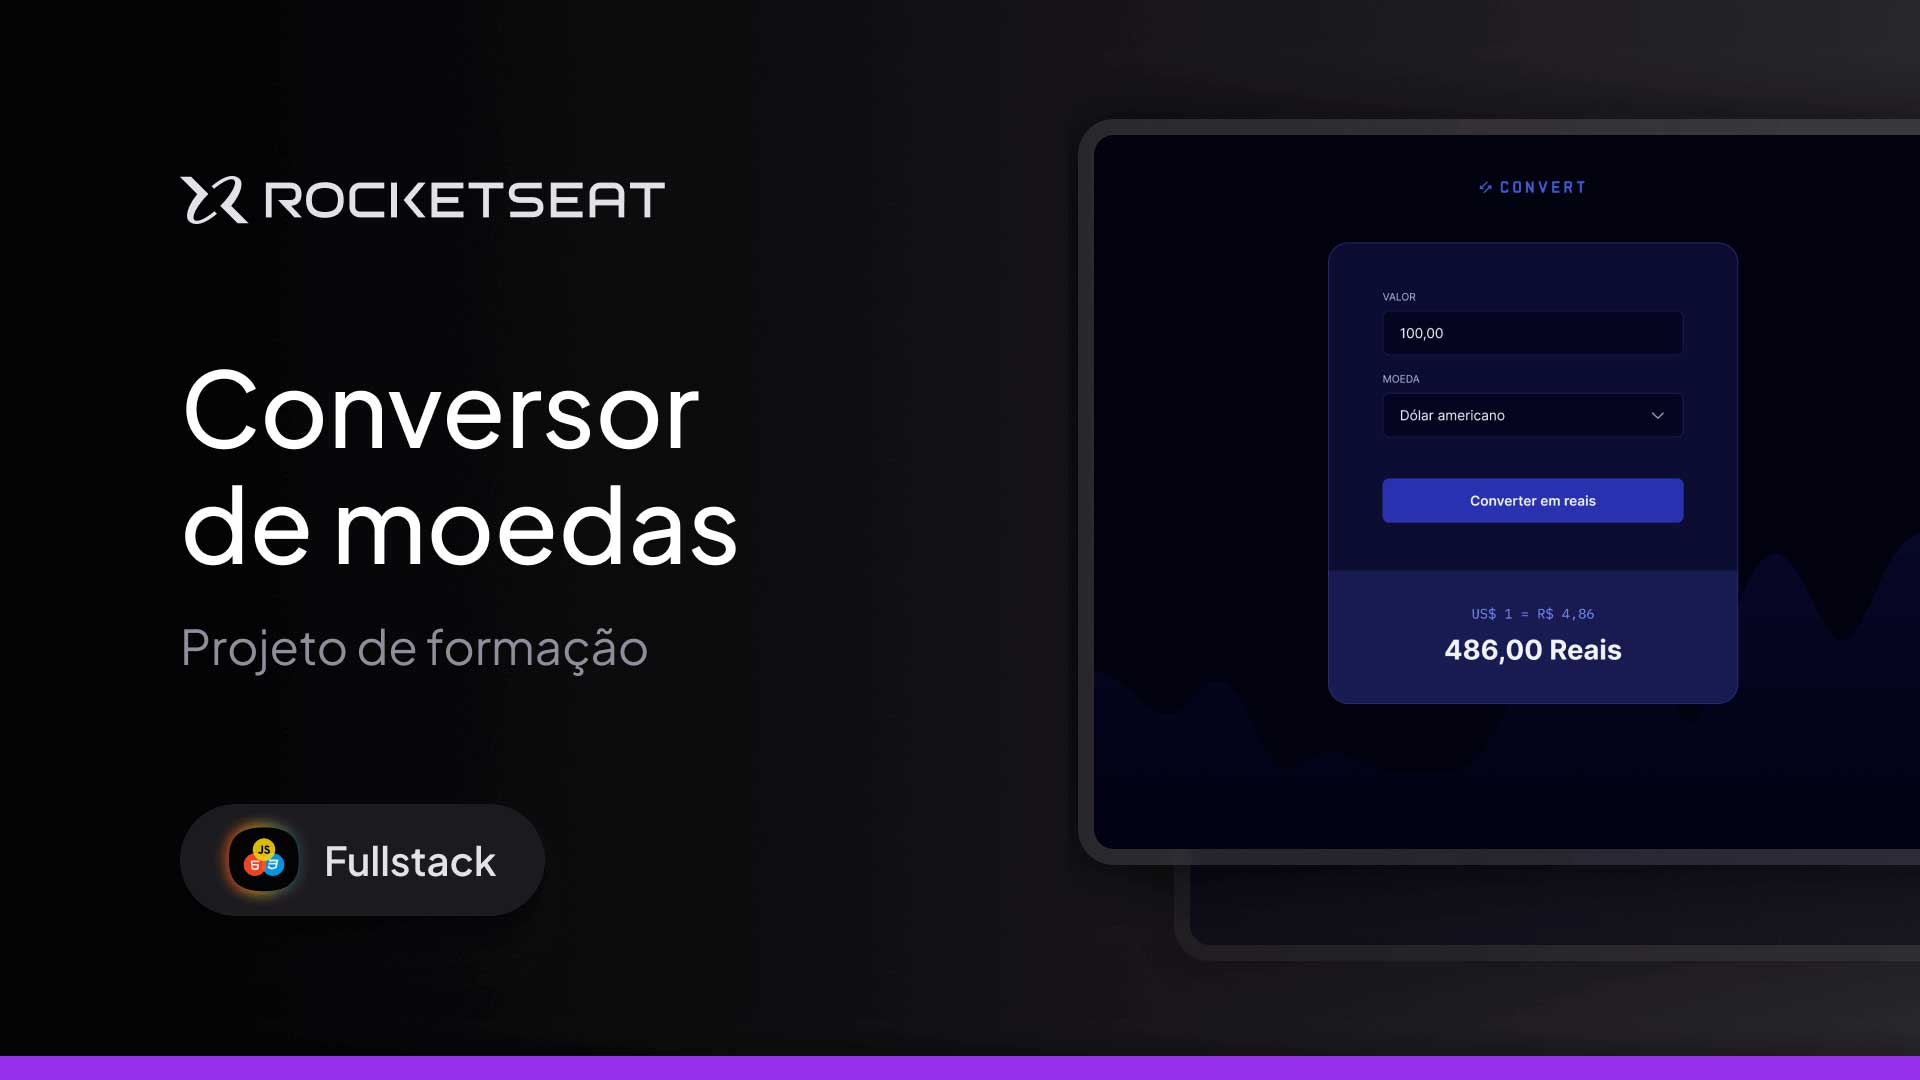 ROCKETSEAT
Conversor
de moedas
Projeto de formação
JS
5
3
Fullstack
CONVERT
VALOR
100,00
MOEDA
Dólar americano
Converter em reais
US$ 1 = R$ 4,86
486,00 Reais